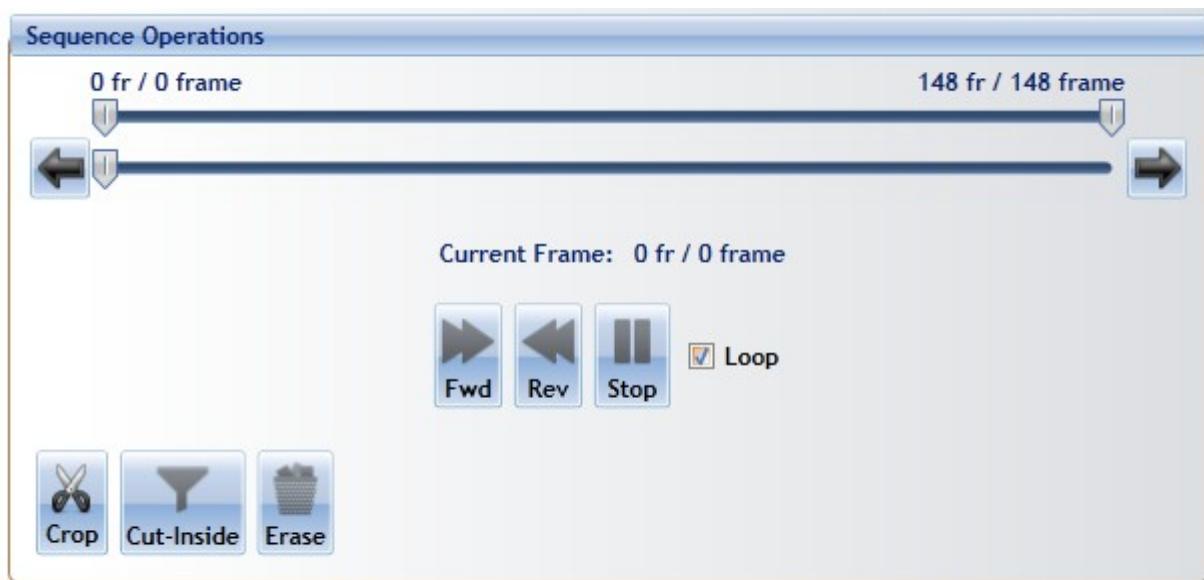 Sequence Operations
0 fr / 0 frame
148 fr / 148 frame
Current Frame: 0 fr / 0 frame
Fwd
Rev
Stop
Loop
Crop
Cut-Inside
Erase